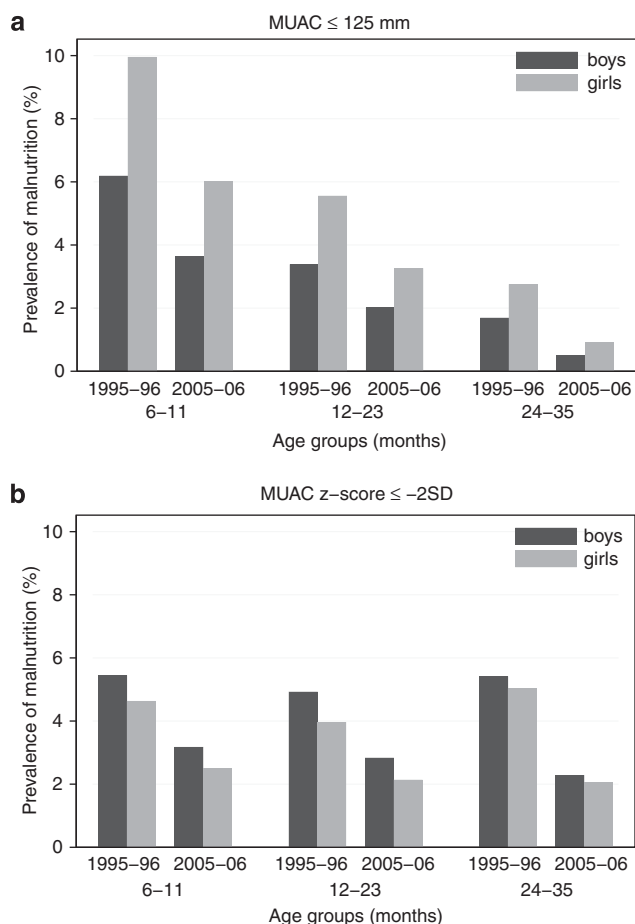 a
MUAC ≤ 125 mm
boys
girls
Prevalence of malnutrition (%)
10
8
6
4
2
0
1995–96 2005–06 1995–96 2005–06 1995–96 2005–06
6–11 12–23 24–35
Age groups (months)
b
MUAC z–score ≤ –2SD
boys
girls
Prevalence of malnutrition (%)
10
8
6
4
2
0
1995–96 2005–06 1995–96 2005–06 1995–96 2005–06
6–11 12–23 24–35
Age groups (months)